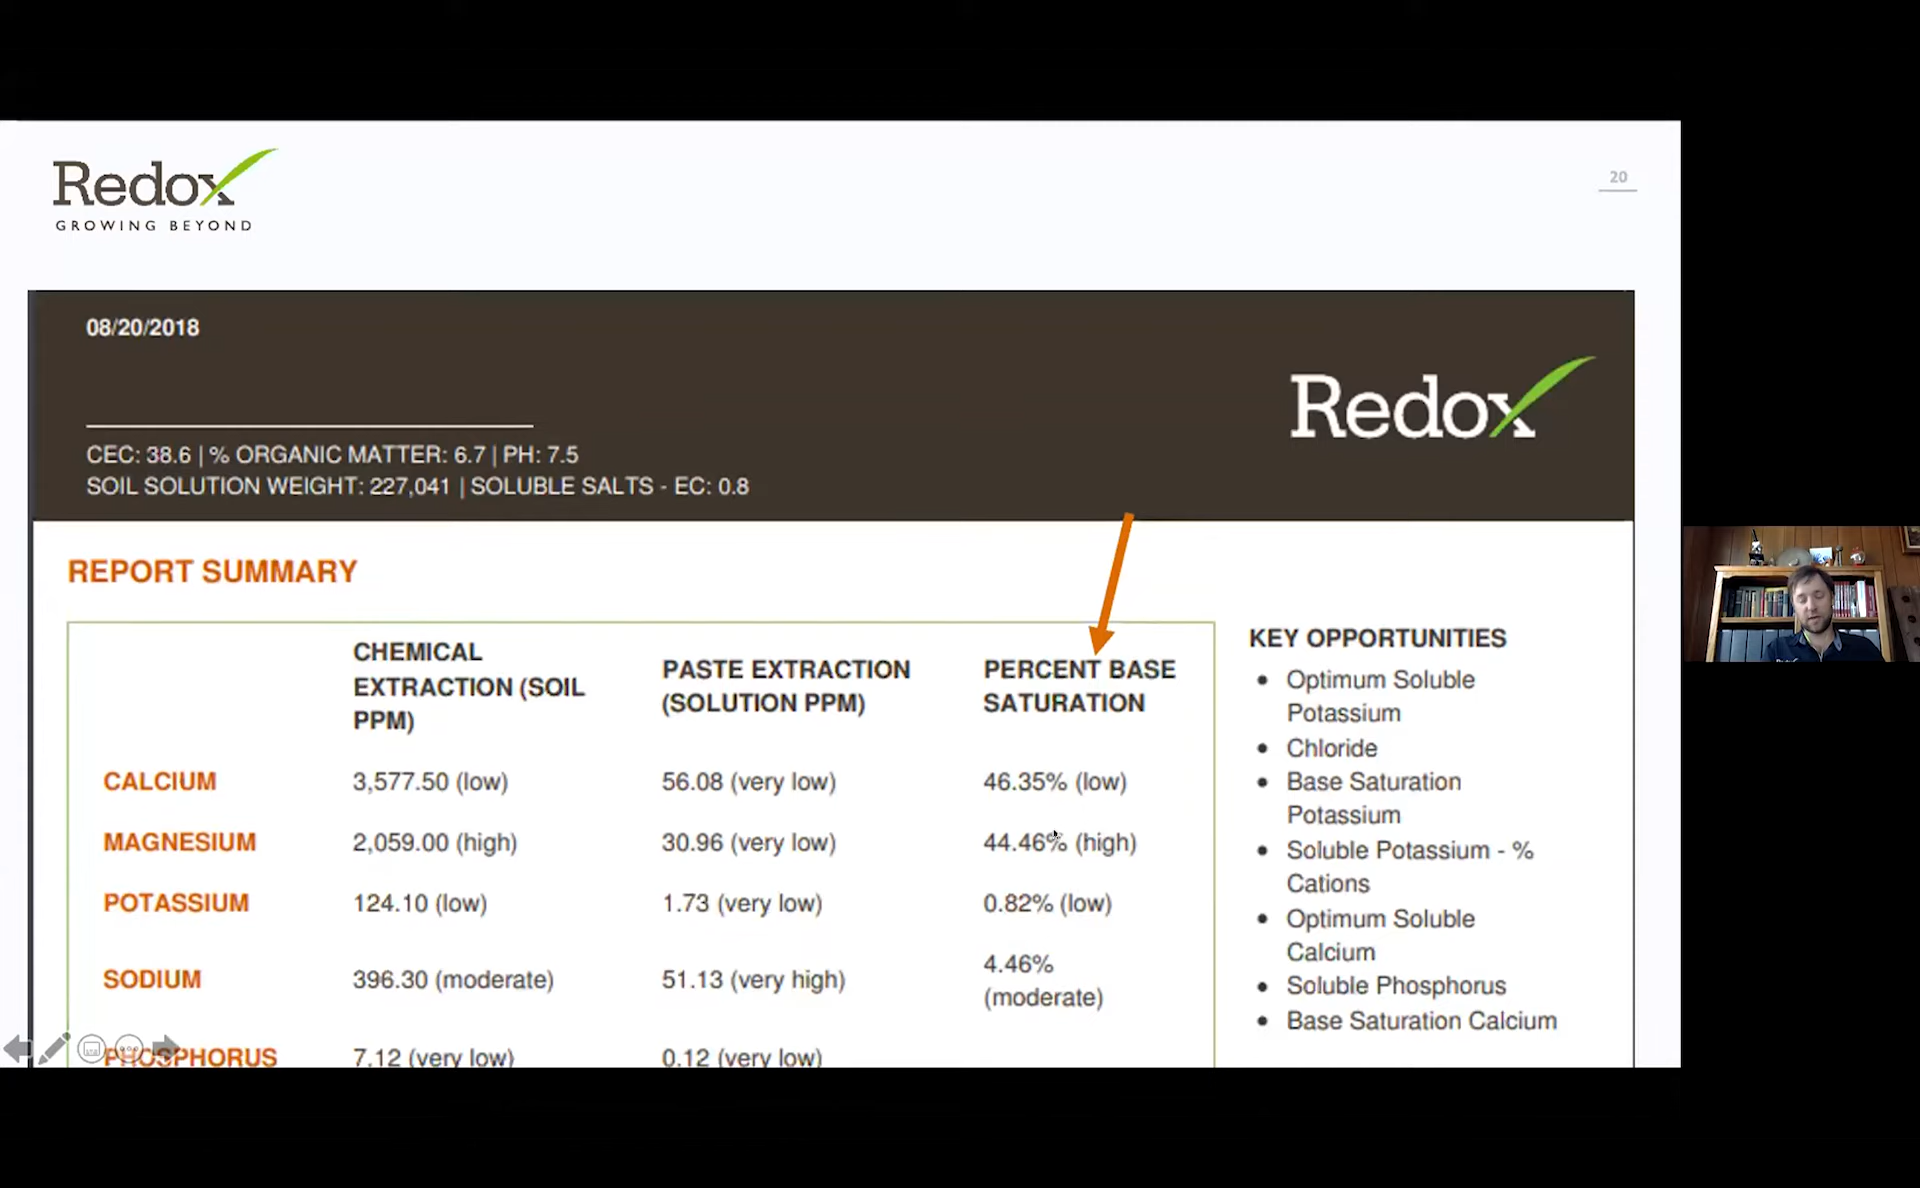 Redox
GROWING BEYOND
20
08/20/2018
Redox
CEC: 38.6 | % ORGANIC MATTER: 6.7 | PH: 7.5
SOIL SOLUTION WEIGHT: 227,041 | SOLUBLE SALTS - EC: 0.8
REPORT SUMMARY
CHEMICAL
EXTRACTION (SOIL
PPM)
PASTE EXTRACTION
(SOLUTION PPM)
PERCENT BASE
SATURATION
CALCIUM 3,577.50 (low) 56.08 (very low) 46.35% (low)
MAGNESIUM 2,059.00 (high) 30.96 (very low) 44.46% (high)
POTASSIUM 124.10 (low) 1.73 (very low) 0.82% (low)
SODIUM 396.30 (moderate) 51.13 (very high) 4.46%
(moderate)
PHOSPHORUS 7.12 (very low) 0.12 (very low)
KEY OPPORTUNITIES
• Optimum Soluble
Potassium
• Chloride
• Base Saturation
Potassium
• Soluble Potassium - %
Cations
• Optimum Soluble
Calcium
• Soluble Phosphorus
• Base Saturation Calcium